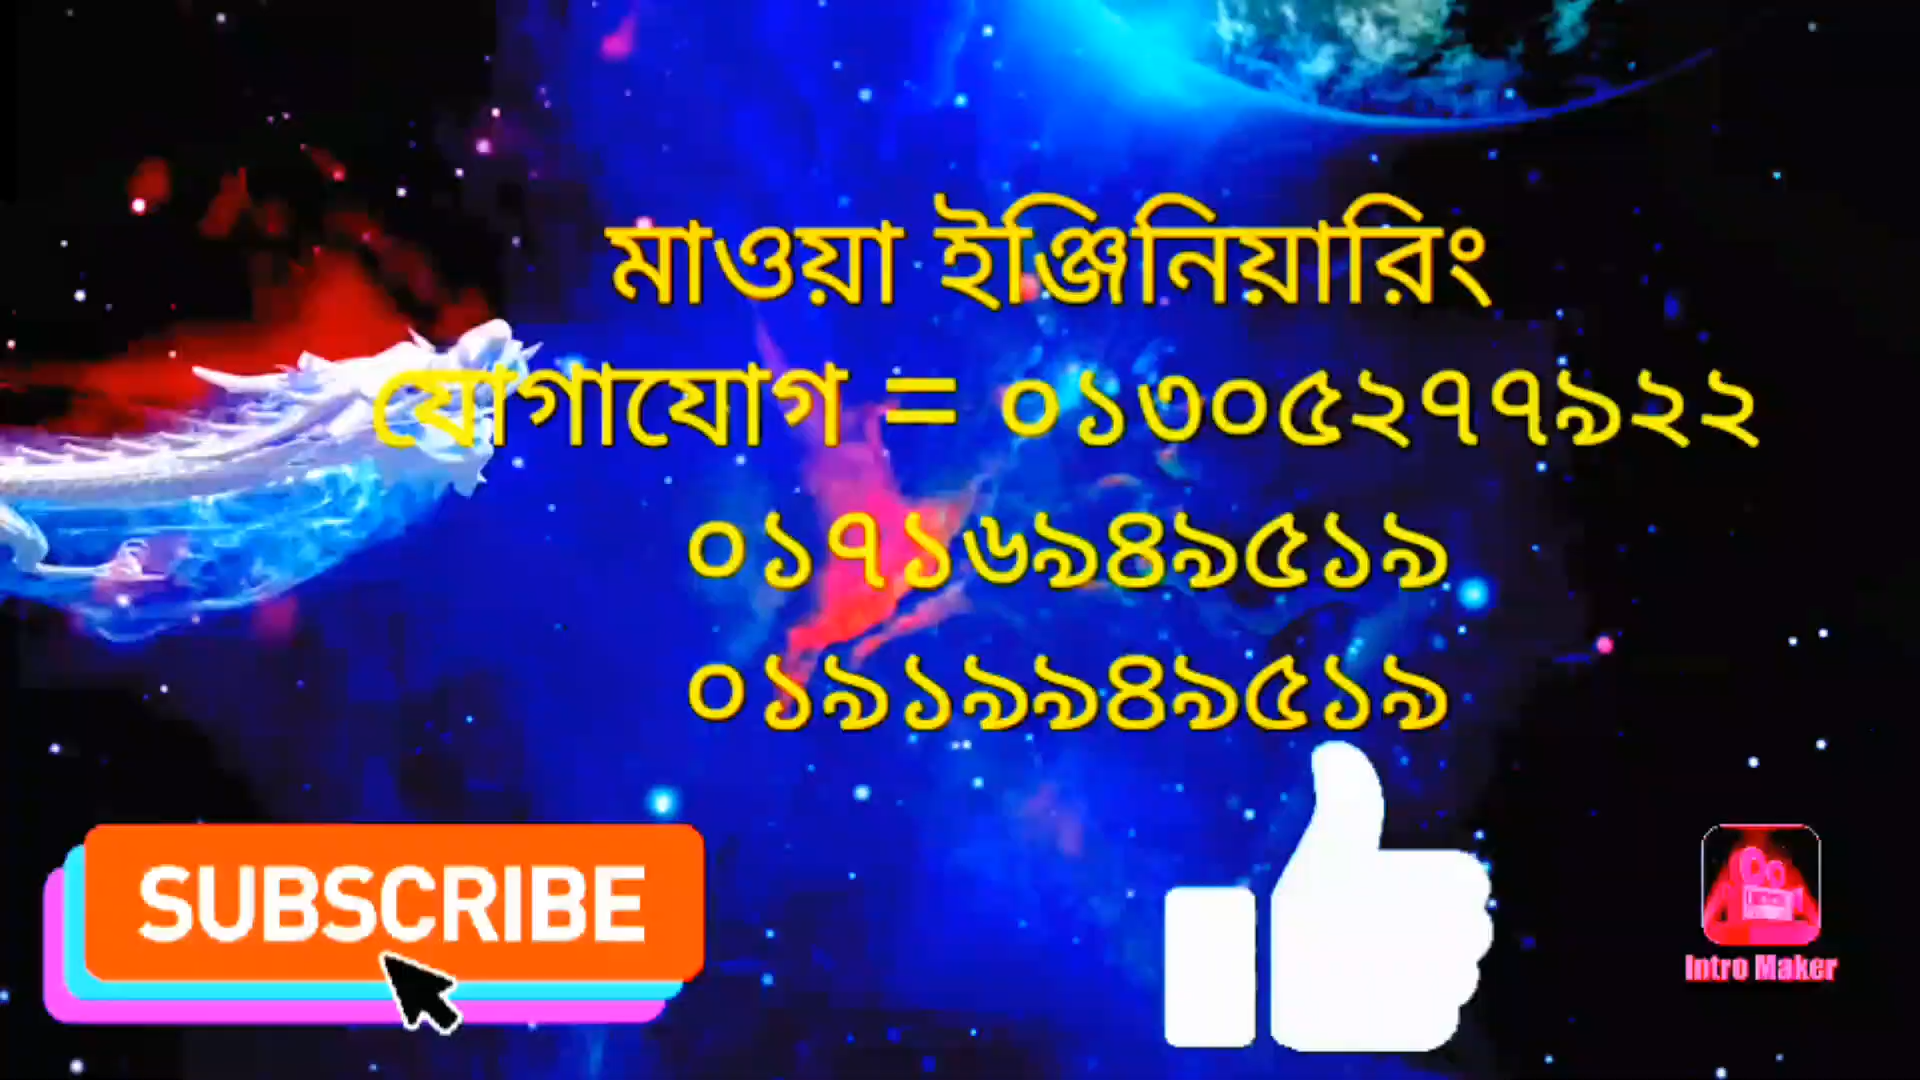 মাওয়া ইঞ্জিনিয়ারিং
যোগাযোগ = ০১৩০৫২৭৭৯২২
০১৭১৬৯৪৯৫১৯
০১৯১৯৯৪৯৫১৯
SUBSCRIBE
Intro Maker